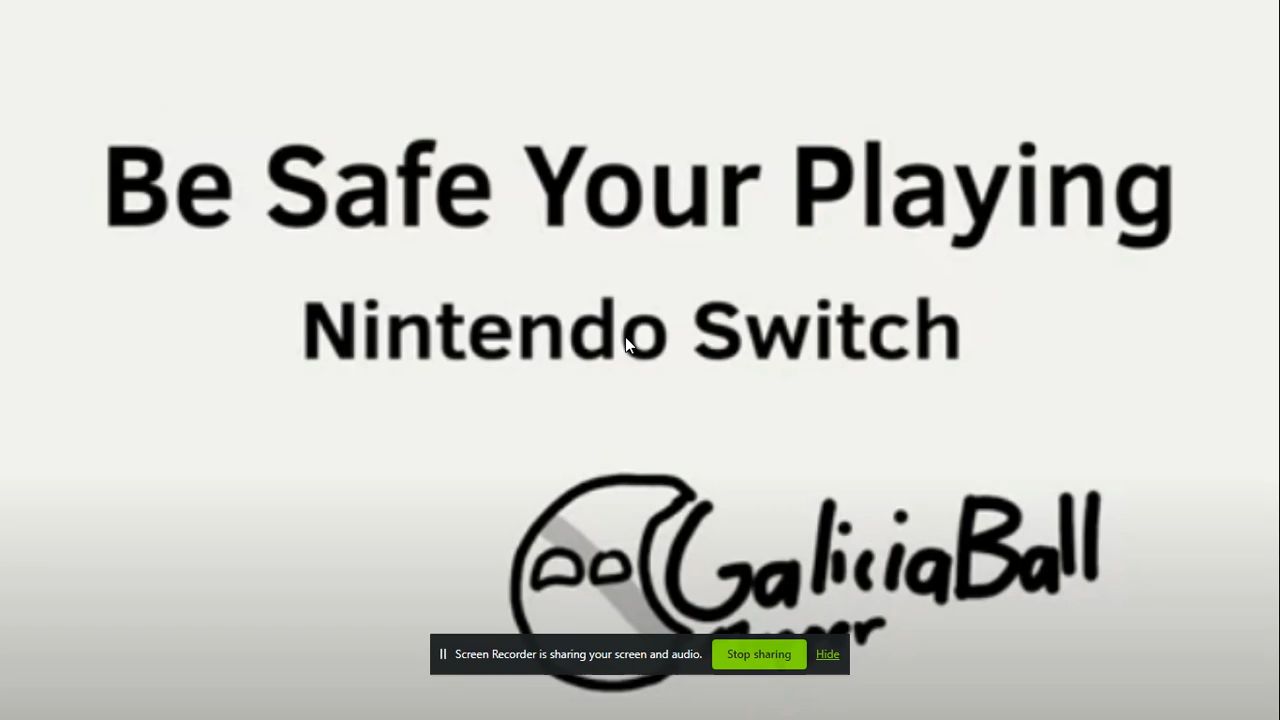 Be Safe Your Playing
Nintendo Switch
GaliciaBall
Screen Recorder is sharing your screen and audio.
Stop sharing
Hide